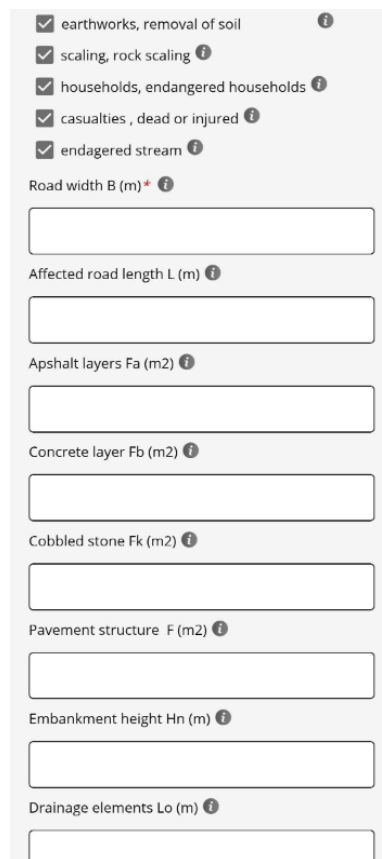 earthworks, removal of soil
scaling, rock scaling
households, endangered households
casualties , dead or injured
endagered stream
Road width B (m)*
Affected road length L (m)
Apshalt layers Fa (m2)
Concrete layer Fb (m2)
Cobbled stone Fk (m2)
Pavement structure  F (m2)
Embankment height Hn (m)
Drainage elements Lo (m)